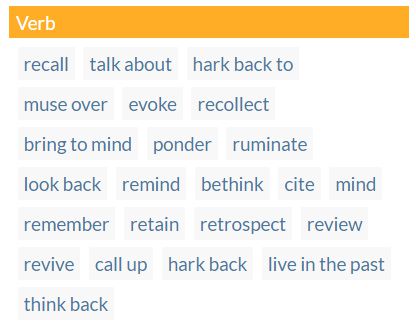 Verb
recall talk about hark back to
muse over evoke recollect
bring to mind ponder ruminate
look back remind bethink cite mind
remember retain retrospect review
revive call up hark back live in the past
think back